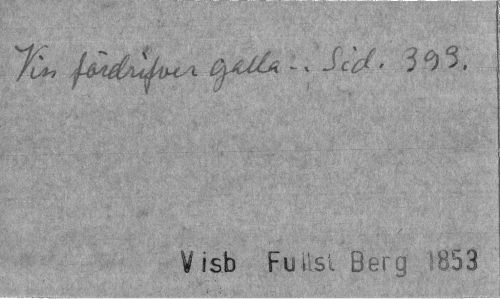 Vin fördrifver galla... Sid. 393.
Visb Fullst Berg 1853